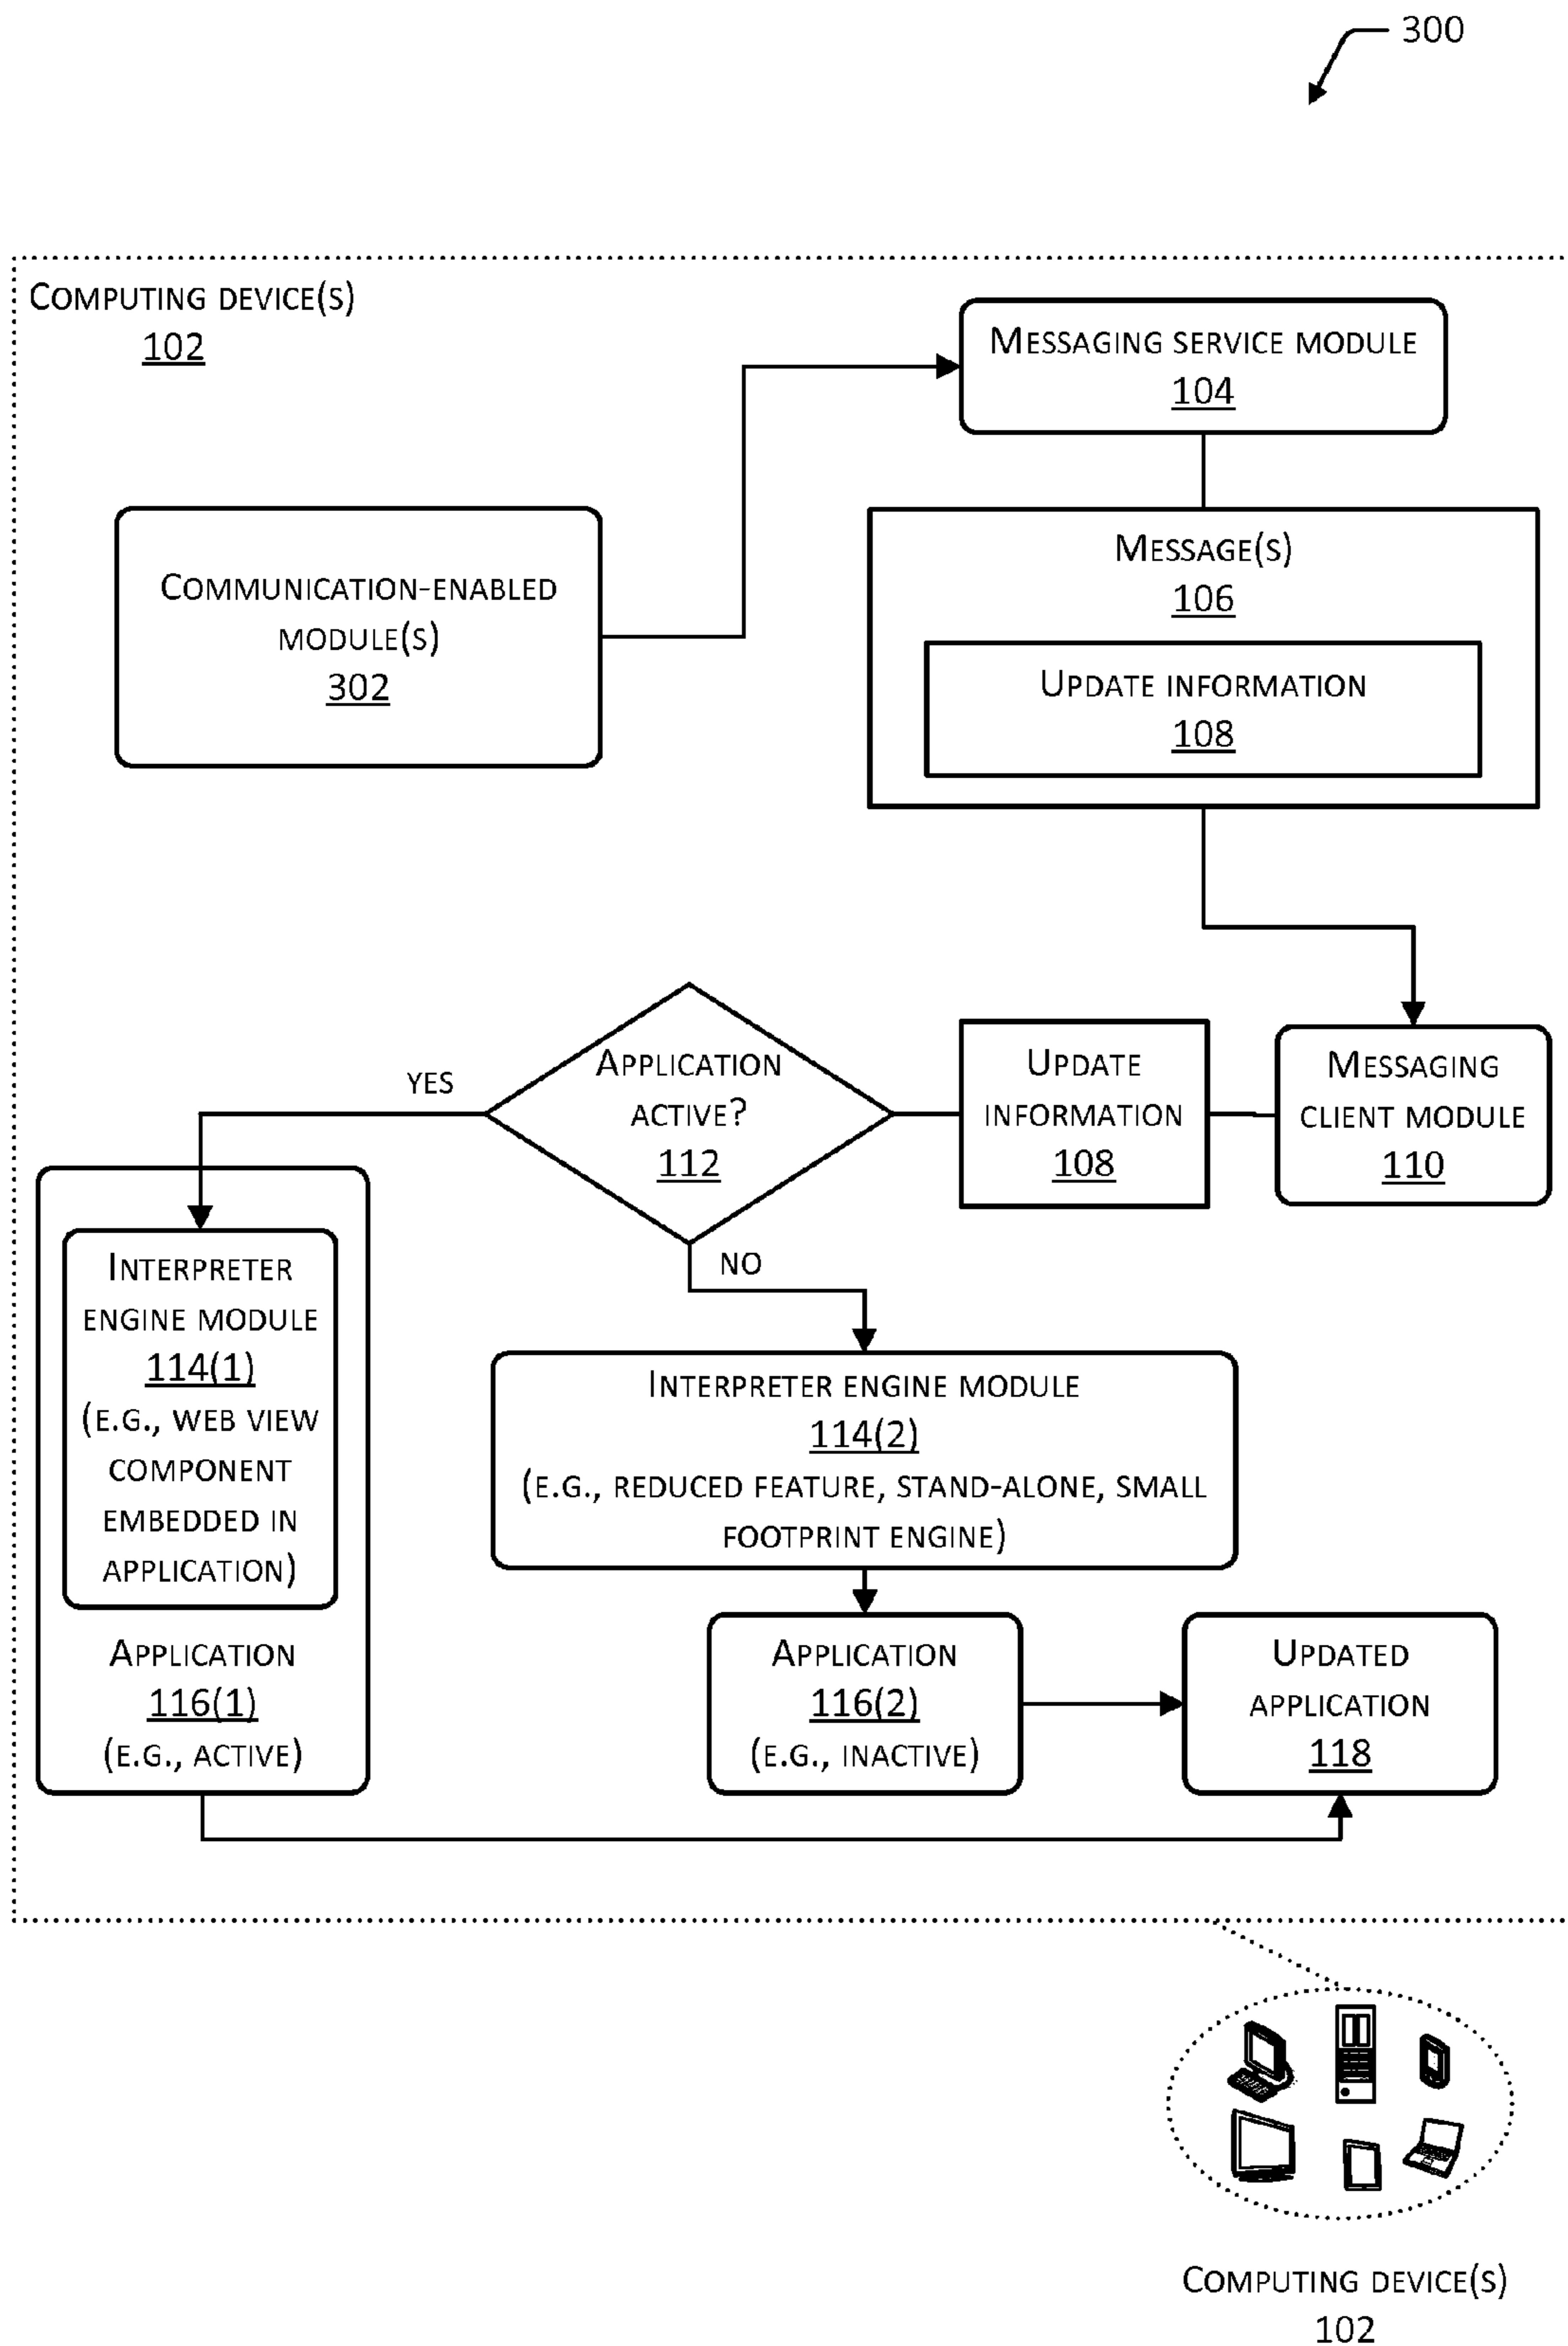 300
COMPUTING DEVICE(S)
102
MESSAGING SERVICE MODULE
104
COMMUNICATION-ENABLED
MODULE(S)
302
MESSAGE(S)
106
UPDATE INFORMATION
108
MESSAGING
CLIENT MODULE
110
UPDATE
INFORMATION
108
APPLICATION
ACTIVE?
112
YES
NO
INTERPRETER
ENGINE MODULE
114(1)
(E.G., WEB VIEW
COMPONENT
EMBEDDED IN
APPLICATION)
APPLICATION
116(1)
(E.G., ACTIVE)
INTERPRETER ENGINE MODULE
114(2)
(E.G., REDUCED FEATURE, STAND-ALONE, SMALL
FOOTPRINT ENGINE)
APPLICATION
116(2)
(E.G., INACTIVE)
UPDATED
APPLICATION
118
COMPUTING DEVICE(S)
102